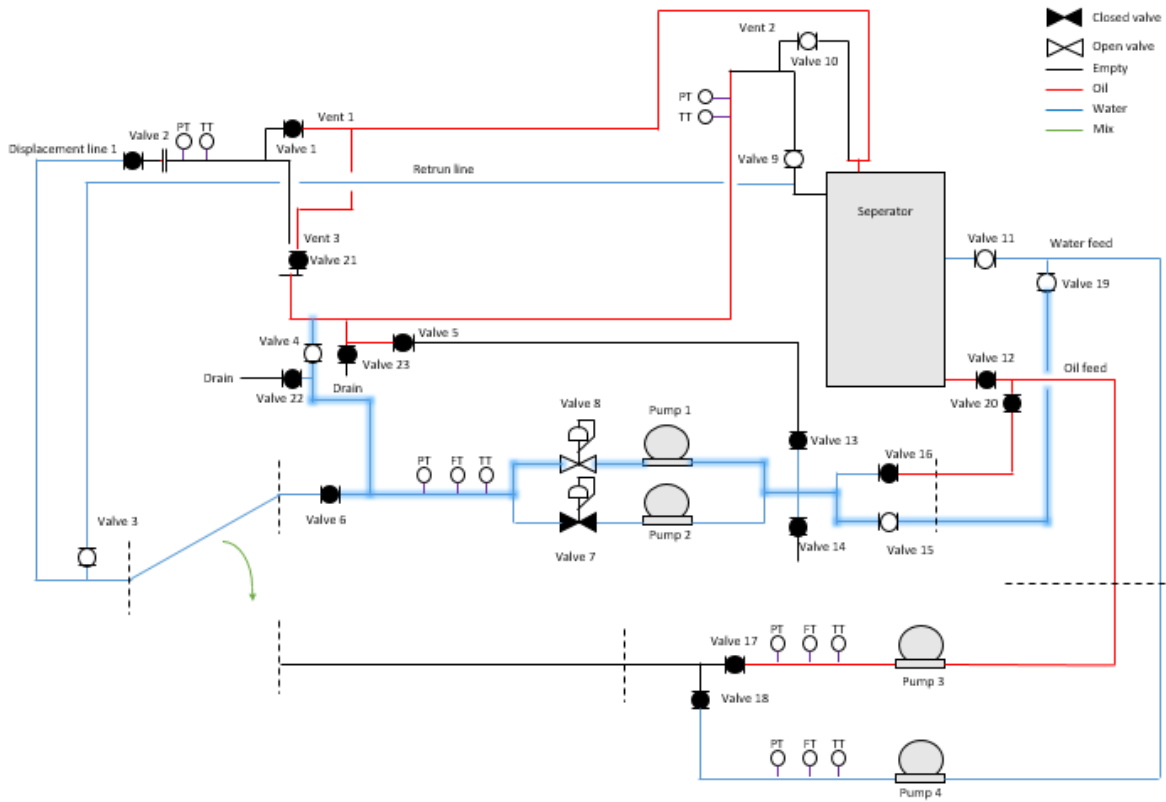 Closed valve
Vent 2
Open valve
Valve 10
Empty
Oil
PT
TT
Water
Vent 1
Mix
PT
TT
Valve 2
Displacement line 1
Valve 1
Valve 9
Retrun line
Seperator
Vent 3
Valve 11
Water feed
Valve 21
Valve 19
Valve 5
Valve 4
Valve 23
Valve 12
Oil feed
Drain
Drain
Valve 22
Valve 20
Valve 8
Pump 1
Valve 13
Valve 16
PT
FT
TT
Valve 6
Valve 3
Pump 2
Valve 7
Valve 14
Valve 15
PT
FT
TT
Valve 17
Pump 3
Valve 18
PT
FT
TT
Pump 4